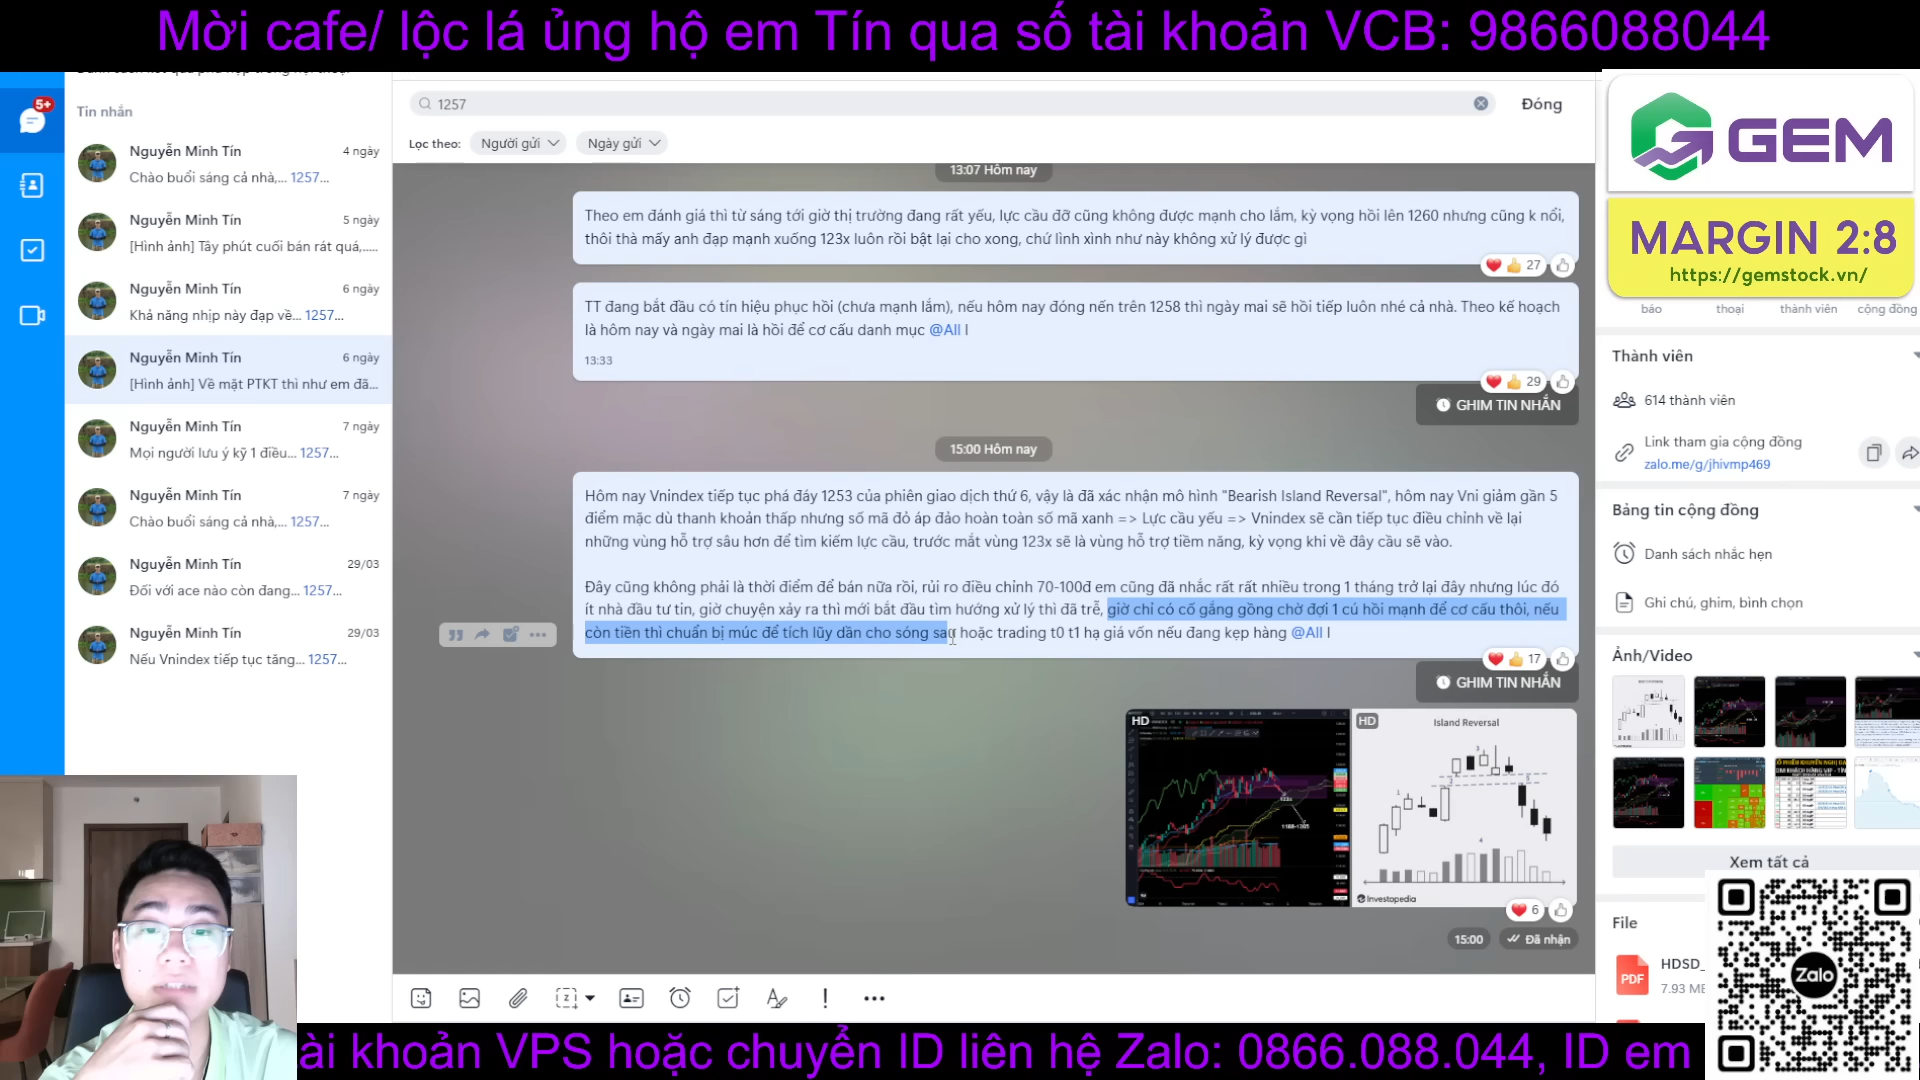 Mời cafe/ lộc lá ủng hộ em Tín qua số tài khoản VCB: 9866088044
5+
Tin nhắn
Nguyễn Minh Tín 4 ngày
Chào buổi sáng cả nhà,... 1257...
Nguyễn Minh Tín 5 ngày
[Hình ảnh] Tây phút cuối bán rát quá,.....
Nguyễn Minh Tín 6 ngày
Khả năng nhịp này đạp về... 1257...
Nguyễn Minh Tín 6 ngày
[Hình ảnh] Về mặt PTKT thì như em đã...
Nguyễn Minh Tín 7 ngày
Mọi người lưu ý kỹ 1 điều... 1257...
Nguyễn Minh Tín 7 ngày
Chào buổi sáng cả nhà,... 1257...
Nguyễn Minh Tín 29/03
Đối với ace nào còn đang... 1257...
Nguyễn Minh Tín 29/03
Nếu Vnindex tiếp tục tăng... 1257...
1257
Đóng
Lọc theo: Người gửi Ngày gửi
13:07 Hôm nay
Theo em đánh giá thì từ sáng tới giờ thị trường đang rất yếu, lực cầu đỡ cũng không được mạnh cho lắm, kỳ vọng hồi lên 1260 nhưng cũng k nổi,
thôi thà mấy anh đạp mạnh xuống 123x luôn rồi bật lại cho xong, chứ lình xình như này không xử lý được gì
27
TT đang bắt đầu có tín hiệu phục hồi (chưa mạnh lắm), nếu hôm nay đóng nến trên 1258 thì ngày mai sẽ hồi tiếp luôn nhé cả nhà. Theo kế hoạch
là hôm nay và ngày mai là hồi để cơ cấu danh mục @All l
13:33
29
GHIM TIN NHẮN
15:00 Hôm nay
Hôm nay Vnindex tiếp tục phá đáy 1253 của phiên giao dịch thứ 6, vậy là đã xác nhận mô hình "Bearish Island Reversal", hôm nay Vni giảm gần 5
điểm mặc dù thanh khoản thấp nhưng số mã đỏ áp đảo hoàn toàn số mã xanh => Lực cầu yếu => Vnindex sẽ cần tiếp tục điều chỉnh về lại
những vùng hỗ trợ sâu hơn để tìm kiếm lực cầu, trước mắt vùng 123x sẽ là vùng hỗ trợ tiềm năng, kỳ vọng khi về đây cầu sẽ vào.
Đây cũng không phải là thời điểm để bán nữa rồi, rủi ro điều chỉnh 70-100đ em cũng đã nhắc rất rất nhiều trong 1 tháng trở lại đây nhưng lúc đó
ít nhà đầu tư tin, giờ chuyện xảy ra thì mới bắt đầu tìm hướng xử lý thì đã trễ, giờ chỉ có cố gắng gồng chờ đợi 1 cú hồi mạnh để cơ cấu thôi, nếu
còn tiền thì chuẩn bị múc để tích lũy dần cho sóng sau hoặc trading t0 t1 hạ giá vốn nếu đang kẹp hàng @All l
17
GHIM TIN NHẮN
HD
HD
Island Reversal
1
2
3
4
5
Investopedia
6
15:00
Đã nhận
GEM
MARGIN 2:8
https://gemstock.vn/
báo thoại thành viên cộng đồng
Thành viên
614 thành viên
Link tham gia cộng đồng
zalo.me/g/jhivmp469
Bảng tin cộng đồng
Danh sách nhắc hẹn
Ghi chú, ghim, bình chọn
Ảnh/Video
Xem tất cả
File
PDF
HDSD_
7.93 MB
Zalo
ài khoản VPS hoặc chuyển ID liên hệ Zalo: 0866.088.044, ID em